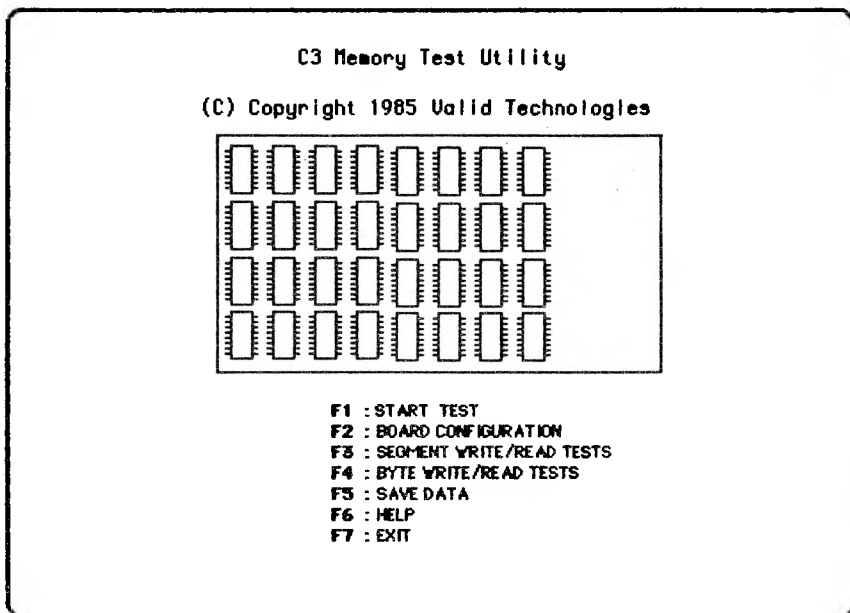 C3 Memory Test Utility
(C) Copyright 1985 Valid Technologies
F1 : START TEST
F2 : BOARD CONFIGURATION
F3 : SEGMENT WRITE/READ TESTS
F4 : BYTE WRITE/READ TESTS
F5 : SAVE DATA
F6 : HELP
F7 : EXIT